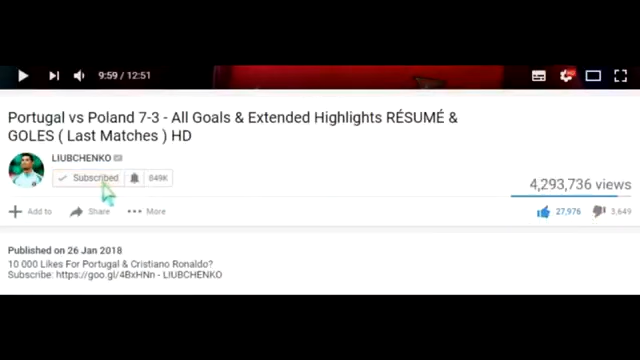 9:59 / 12:51
Portugal vs Poland 7-3 - All Goals & Extended Highlights RÉSUMÉ &
GOLES ( Last Matches ) HD
LIUBCHENKO
Subscribed 849K
4,293,736 views
Add to Share More 27,976 3,649
Published on 26 Jan 2018
10 000 Likes For Portugal & Cristiano Ronaldo?
Subscribe: https://goo.gl/4BxHNn - LIUBCHENKO